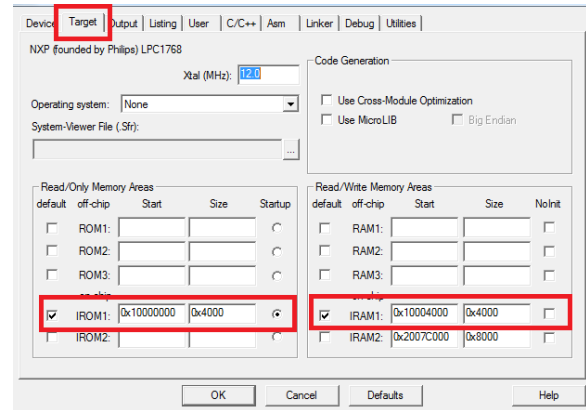 Device Target Output Listing User C/C++ Asm Linker Debug Utilities
NXP (founded by Philips) LPC1768
Xtal (MHz): 12.0
Operating system: None
System-Viewer File (.Sfr):
...
Code Generation
Use Cross-Module Optimization
Use MicroLIB Big Endian
Read/Only Memory Areas
default off-chip Start Size Startup
ROM1:
ROM2:
ROM3:
on-chip
IROM1: 0x10000000 0x4000
IROM2:
Read/Write Memory Areas
default off-chip Start Size NoInit
RAM1:
RAM2:
RAM3:
IRAM1: 0x10004000 0x4000
IRAM2: 0x2007C000 0x8000
OK Cancel Defaults Help